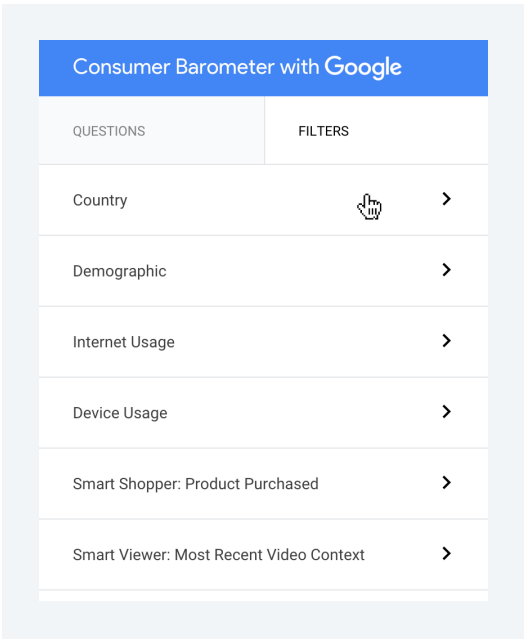 Consumer Barometer with Google
QUESTIONS
FILTERS
Country
Demographic
Internet Usage
Device Usage
Smart Shopper: Product Purchased
Smart Viewer: Most Recent Video Context